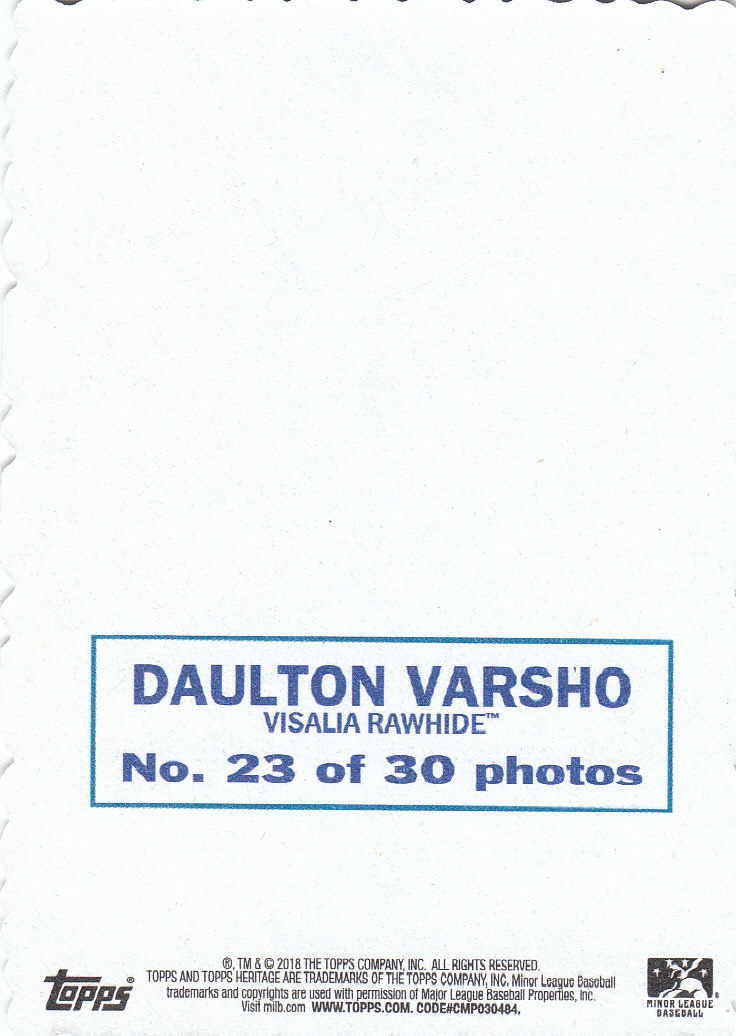 DAULTON VARSHO
VISALIA RAWHIDE™
No. 23 of 30 photos
®, TM & © 2018 THE TOPPS COMPANY, INC. ALL RIGHTS RESERVED.
TOPPS AND TOPPS HERITAGE ARE TRADEMARKS OF THE TOPPS COMPANY, INC. Minor League Baseball
trademarks and copyrights are used with permission of Major League Baseball Properties, Inc.
Visit milb.com WWW.TOPPS.COM. CODE#CMP030484.
topps®
MINOR LEAGUE
BASEBALL®